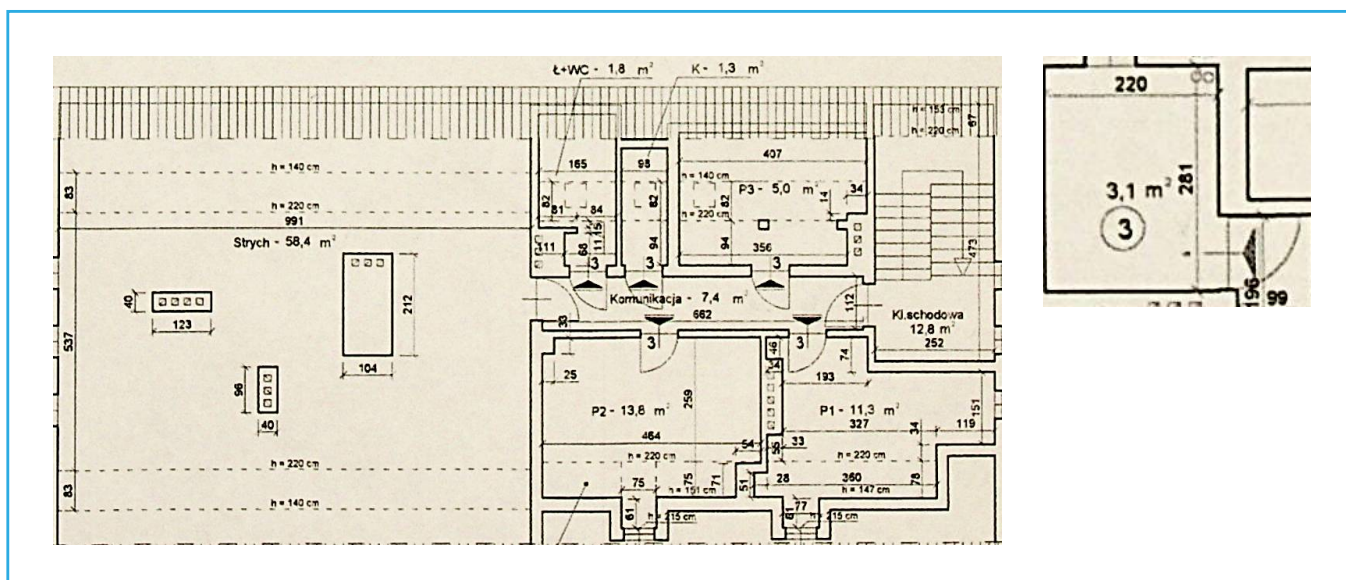 Ł+WC - 1,8 m²
K - 1,3 m²
h = 153 cm
67
h = 220 cm
165
98
407
h = 140 cm
h = 140 cm
P3 - 5,0 m²
34
83
82
82
82
14
h = 220 cm
81
84
h = 220 cm
991
Strych - 58,4 m²
111
68
11,15
94
94
356
473
3
3
3
40
123
212
Komunikacja - 7,4 m²
662
112
Kl.schodowa
12,8 m²
252
537
33
3
3
46
34
74
104
25
193
96
40
P2 - 13,8 m²
259
P1 - 11,3 m²
151
327
34
119
464
54
55
33
h = 220 cm
h = 220 cm
h = 220 cm
83
75
h = 151 cm
75
71
51
28
360
h = 147 cm
78
h = 140 cm
61
h = 215 cm
77
61
h = 215 cm
220
3,1 m²
281
3
196
99